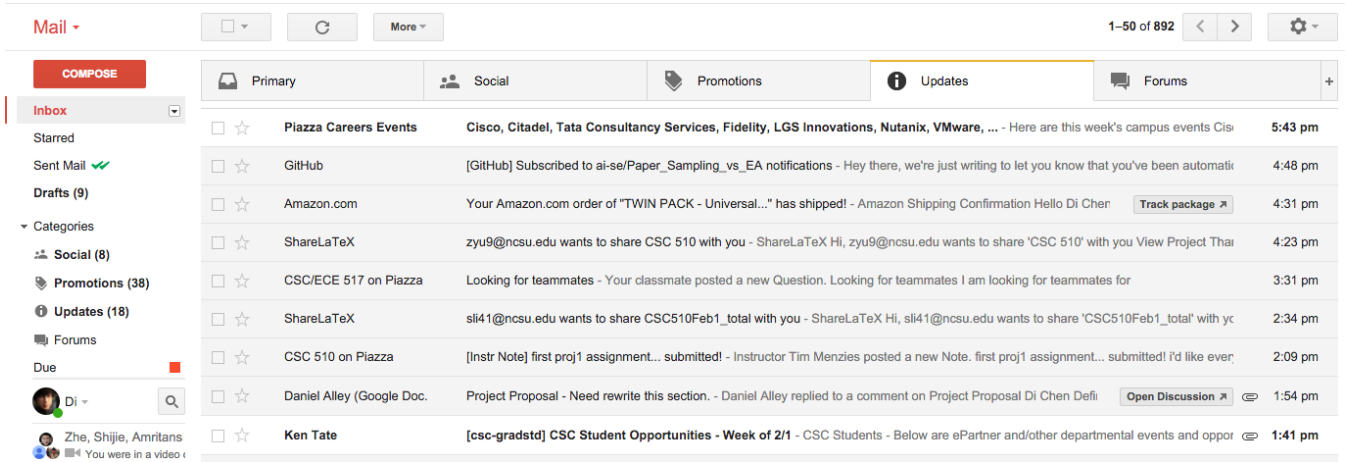 Mail
More
1–50 of 892
COMPOSE
Primary
Social
Promotions
Updates
Forums
+
Inbox
Starred
Sent Mail
Drafts (9)
Categories
Social (8)
Promotions (38)
Updates (18)
Forums
Due
Di
Zhe, Shijie, Amritans
You were in a video
Piazza Careers Events Cisco, Citadel, Tata Consultancy Services, Fidelity, LGS Innovations, Nutanix, VMware, ... - Here are this week's campus events 5:43 pm
GitHub [GitHub] Subscribed to ai-se/Paper_Sampling_vs_EA notifications - Hey there, we're just writing to let you know that you've been 4:48 pm
Amazon.com Your Amazon.com order of "TWIN PACK - Universal..." has shipped! - Amazon Shipping Confirmation Hello Di Chen Track package 4:31 pm
ShareLaTeX zyu9@ncsu.edu wants to share CSC 510 with you - ShareLaTeX Hi, zyu9@ncsu.edu wants to share 'CSC 510' with you View Project 4:23 pm
CSC/ECE 517 on Piazza Looking for teammates - Your classmate posted a new Question. Looking for teammates I am looking for teammates for 3:31 pm
ShareLaTeX sli41@ncsu.edu wants to share CSC510Feb1_total with you - ShareLaTeX Hi, sli41@ncsu.edu wants to share 'CSC510Feb1_total' with 2:34 pm
CSC 510 on Piazza [Instr Note] first proj1 assignment... submitted! - Instructor Tim Menzies posted a new Note. first proj1 assignment... submitted! i'd like 2:09 pm
Daniel Alley (Google Doc. Project Proposal - Need rewrite this section. - Daniel Alley replied to a comment on Project Proposal Di Chen Open Discussion 1:54 pm
Ken Tate [csc-gradstd] CSC Student Opportunities - Week of 2/1 - CSC Students - Below are ePartner and/other departmental events and 1:41 pm